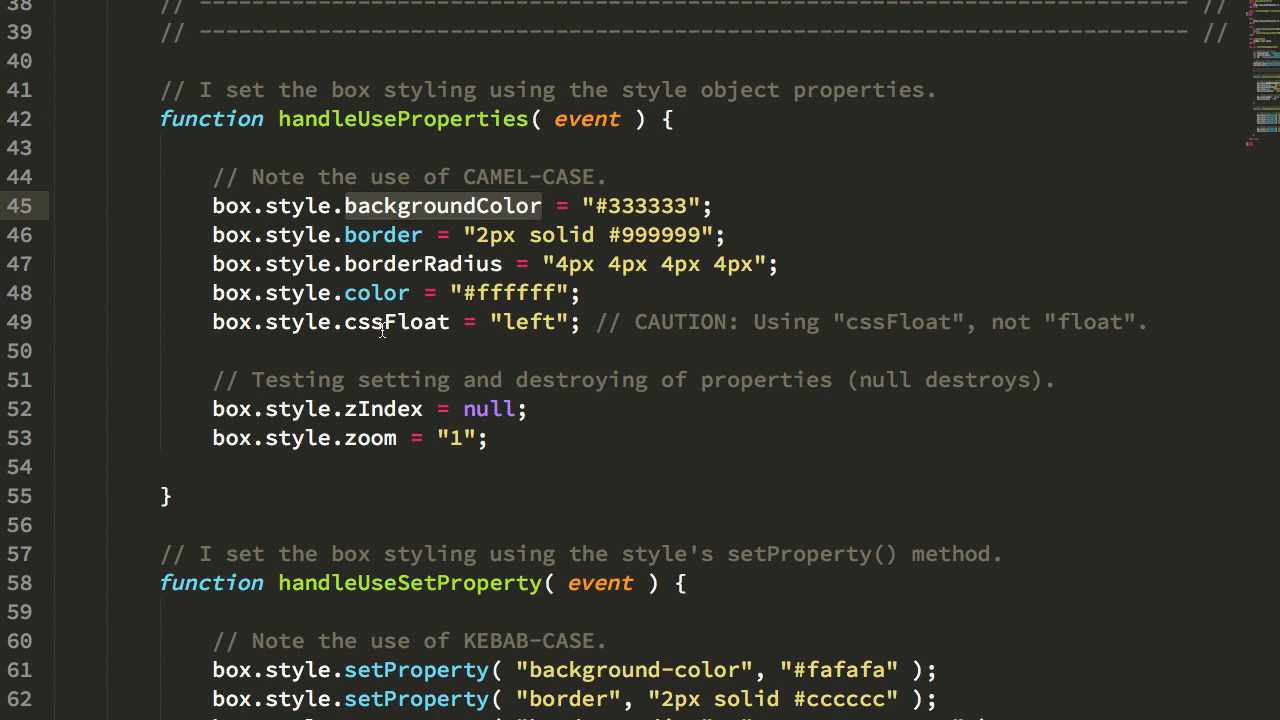 38 // --------------------------------------------------------------------------- //
39 // --------------------------------------------------------------------------- //
40
41 // I set the box styling using the style object properties.
42 function handleUseProperties( event ) {
43
44 // Note the use of CAMEL-CASE.
45 box.style.backgroundColor = "#333333";
46 box.style.border = "2px solid #999999";
47 box.style.borderRadius = "4px 4px 4px 4px";
48 box.style.color = "#ffffff";
49 box.style.cssFloat = "left"; // CAUTION: Using "cssFloat", not "float".
50
51 // Testing setting and destroying of properties (null destroys).
52 box.style.zIndex = null;
53 box.style.zoom = "1";
54
55 }
56
57 // I set the box styling using the style's setProperty() method.
58 function handleUseSetProperty( event ) {
59
60 // Note the use of KEBAB-CASE.
61 box.style.setProperty( "background-color", "#fafafa" );
62 box.style.setProperty( "border", "2px solid #cccccc" );